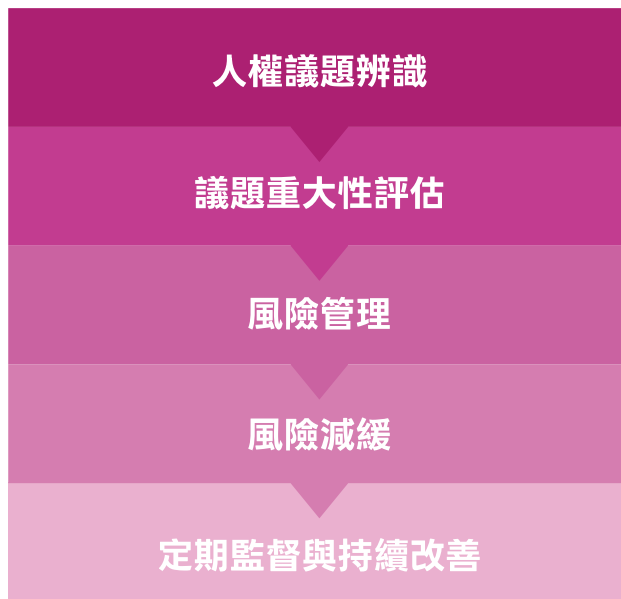 人權議題辨識
議題重大性評估
風險管理
風險減緩
定期監督與持續改善